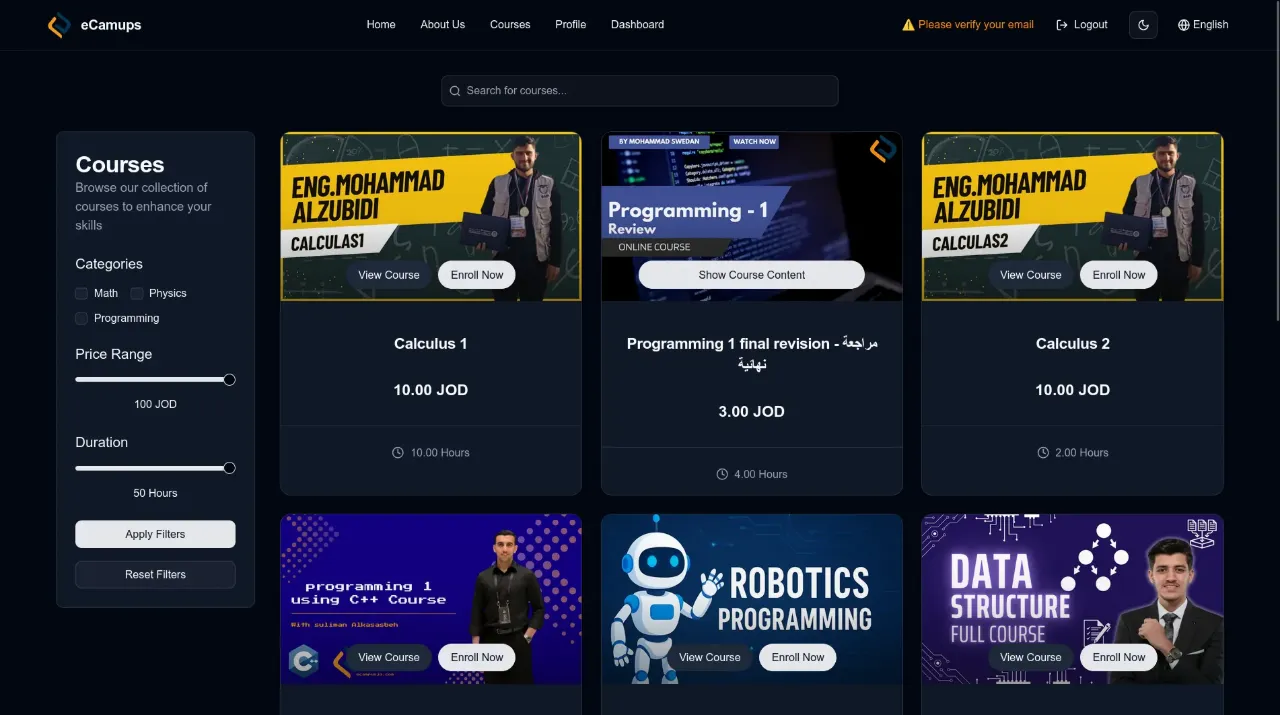 eCamups
Home
About Us
Courses
Profile
Dashboard
Please verify your email
Logout
English
Search for courses...
Courses
Browse our collection of
courses to enhance your
skills
Categories
Math
Physics
Programming
Price Range
100 JOD
Duration
50 Hours
Apply Filters
Reset Filters
ENG.MOHAMMAD
ALZUBIDI
CALCULAS1
View Course
Enroll Now
Calculus 1
10.00 JOD
10.00 Hours
BY MOHAMMAD SWEDAN
WATCH NOW
Programming - 1
Review
ONLINE COURSE
Show Course Content
Programming 1 final revision - مراجعة
نهائية
3.00 JOD
4.00 Hours
ENG.MOHAMMAD
ALZUBIDI
CALCULAS2
View Course
Enroll Now
Calculus 2
10.00 JOD
2.00 Hours
programming 1
using C++ Course
With suliman Alkasasbeh
View Course
Enroll Now
ROBOTICS
PROGRAMMING
View Course
Enroll Now
DATA
STRUCTURE
FULL COURSE
View Course
Enroll Now